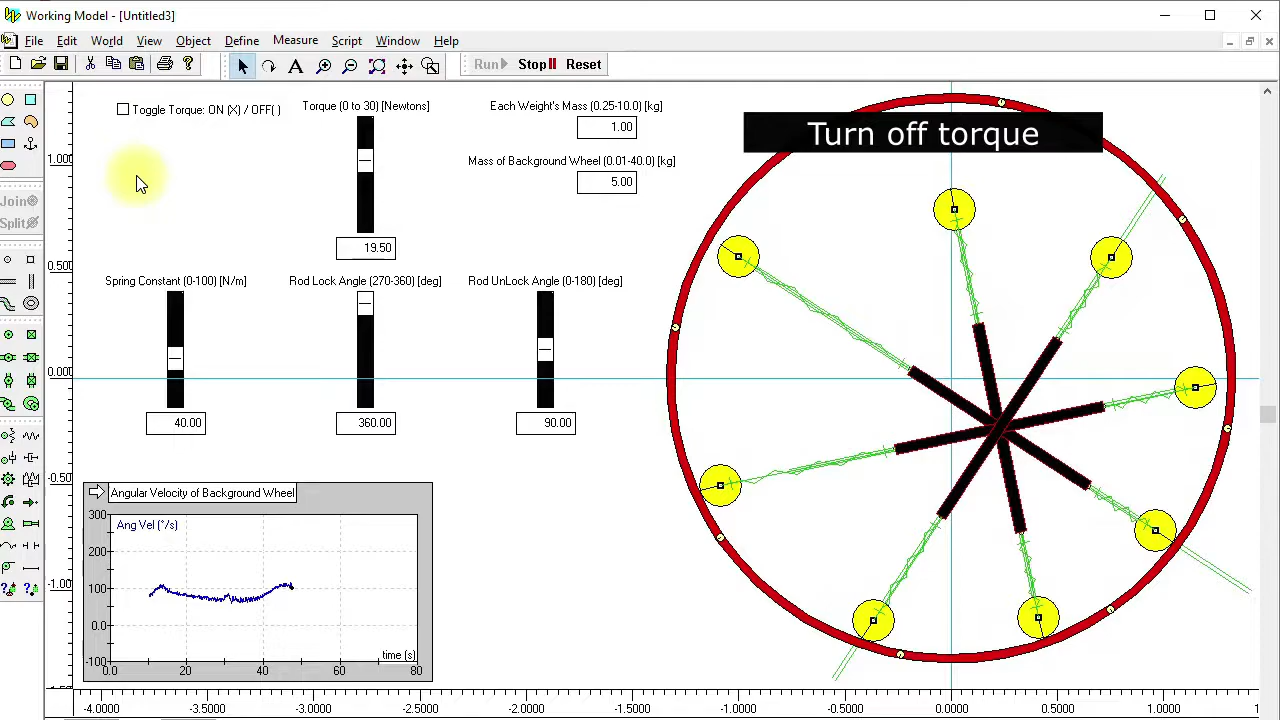 Working Model - [Untitled3]
File Edit World View Object Define Measure Script Window Help
Run Stop Reset
Toggle Torque: ON (X) / OFF( )
Torque (0 to 30) [Newtons]
19.50
Each Weight's Mass (0.25-10.0) [kg]
1.00
Mass of Background Wheel (0.01-40.0) [kg]
5.00
Turn off torque
Join
Split
Spring Constant (0-100) [N/m]
40.00
Rod Lock Angle (270-360) [deg]
360.00
Rod UnLock Angle (0-180) [deg]
90.00
1.000
0.500
0.000
-0.500
-1.000
Angular Velocity of Background Wheel
Ang Vel (°/s)
300
200
100
0.0
-100
0.0 20 40 60 80
time (s)
-4.0000 -3.5000 -3.0000 -2.5000 -2.0000 -1.5000 -1.0000 -0.5000 0.0000 0.5000 1.0000